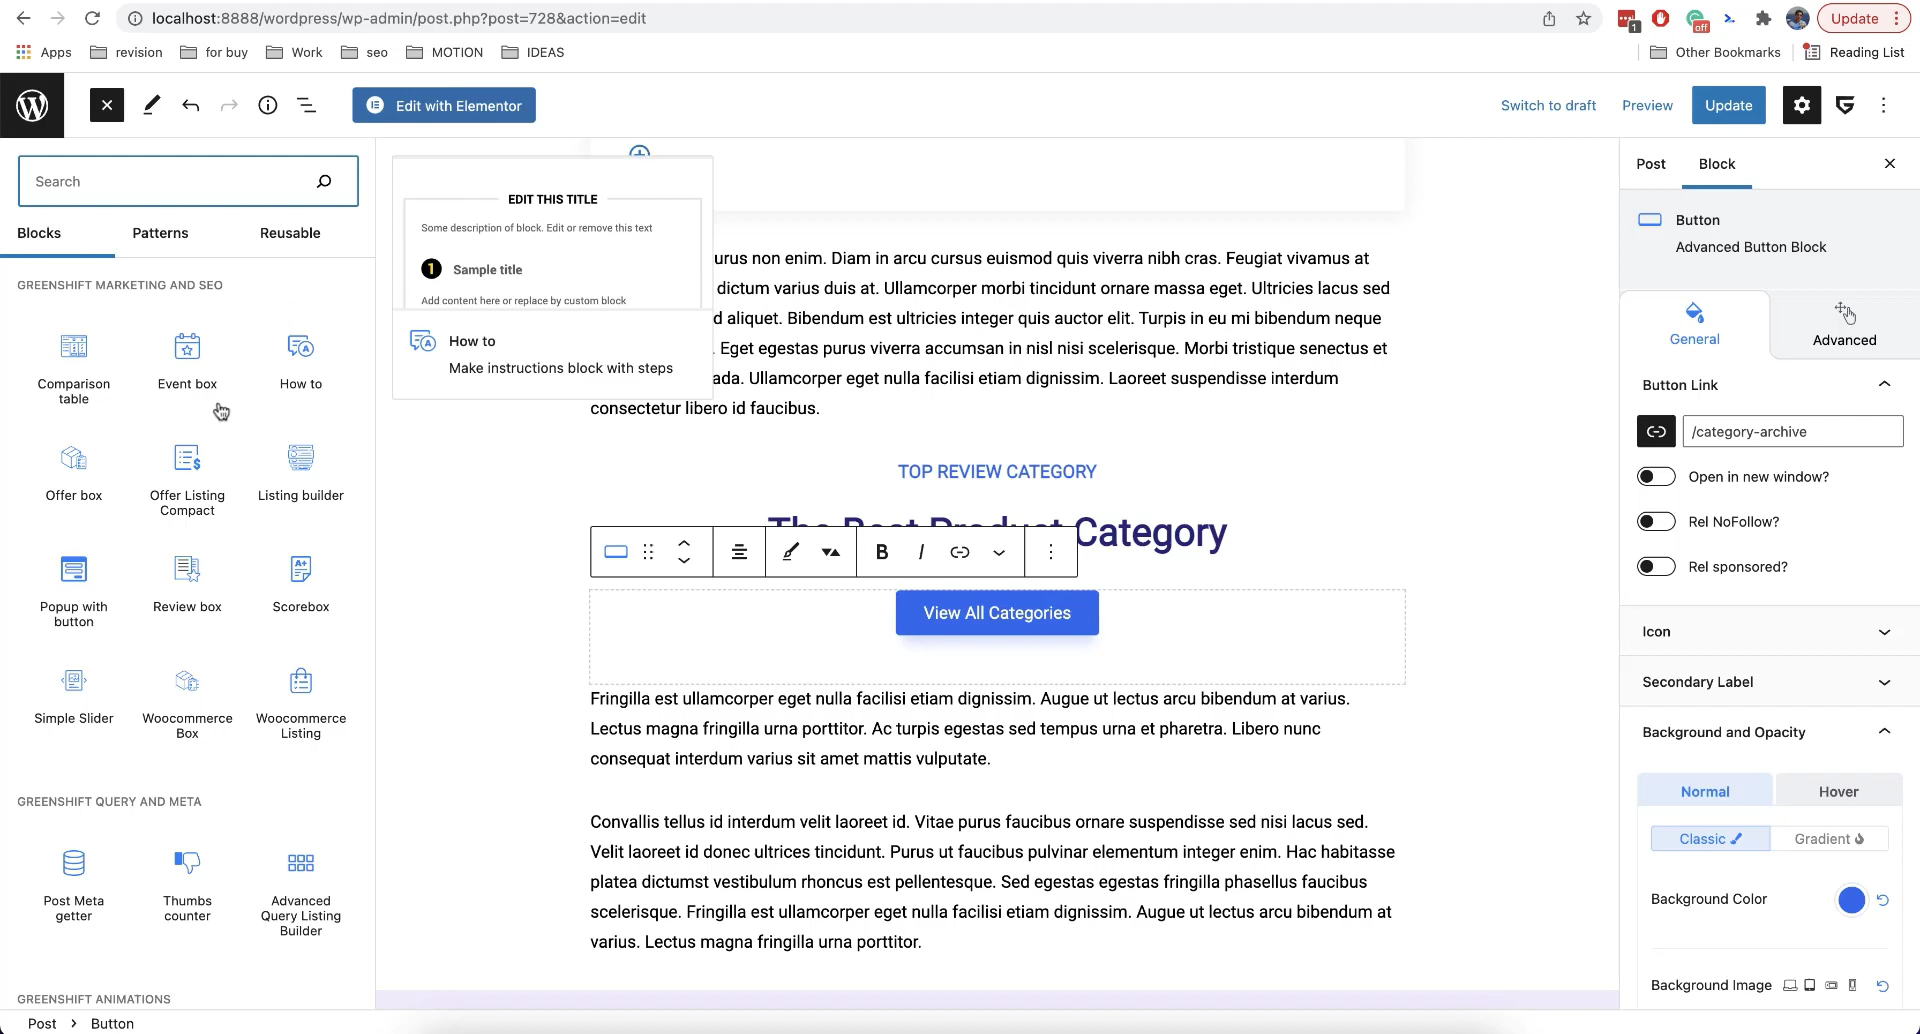 localhost:8888/wordpress/wp-admin/post.php?post=728&action=edit
1
off
Update
Apps
revision
for buy
Work
seo
MOTION
IDEAS
Other Bookmarks
Reading List
Edit with Elementor
Switch to draft
Preview
Update
Search
Blocks
Patterns
Reusable
GREENSHIFT MARKETING AND SEO
Comparison
table
Event box
How to
Offer box
Offer Listing
Compact
Listing builder
Popup with
button
Review box
Scorebox
Simple Slider
Woocommerce
Box
Woocommerce
Listing
GREENSHIFT QUERY AND META
Post Meta
getter
Thumbs
counter
Advanced
Query Listing
Builder
GREENSHIFT ANIMATIONS
Post
Button
EDIT THIS TITLE
Some description of block. Edit or remove this text
1
Sample title
Add content here or replace by custom block
How to
Make instructions block with steps
urus non enim. Diam in arcu cursus euismod quis viverra nibh cras. Feugiat vivamus at
dictum varius duis at. Ullamcorper morbi tincidunt ornare massa eget. Ultricies lacus sed
d aliquet. Bibendum est ultricies integer quis auctor elit. Turpis in eu mi bibendum neque
. Eget egestas purus viverra accumsan in nisl nisi scelerisque. Morbi tristique senectus et
ada. Ullamcorper eget nulla facilisi etiam dignissim. Laoreet suspendisse interdum
consectetur libero id faucibus.
TOP REVIEW CATEGORY
The Best Product Category
B
I
View All Categories
Fringilla est ullamcorper eget nulla facilisi etiam dignissim. Augue ut lectus arcu bibendum at varius.
Lectus magna fringilla urna porttitor. Ac turpis egestas sed tempus urna et pharetra. Libero nunc
consequat interdum varius sit amet mattis vulputate.
Convallis tellus id interdum velit laoreet id. Vitae purus faucibus ornare suspendisse sed nisi lacus sed.
Velit laoreet id donec ultrices tincidunt. Purus ut faucibus pulvinar elementum integer enim. Hac habitasse
platea dictumst vestibulum rhoncus est pellentesque. Sed egestas egestas fringilla phasellus faucibus
scelerisque. Fringilla est ullamcorper eget nulla facilisi etiam dignissim. Augue ut lectus arcu bibendum at
varius. Lectus magna fringilla urna porttitor.
Post
Block
Button
Advanced Button Block
General
Advanced
Button Link
/category-archive
Open in new window?
Rel NoFollow?
Rel sponsored?
Icon
Secondary Label
Background and Opacity
Normal
Hover
Classic
Gradient
Background Color
Background Image